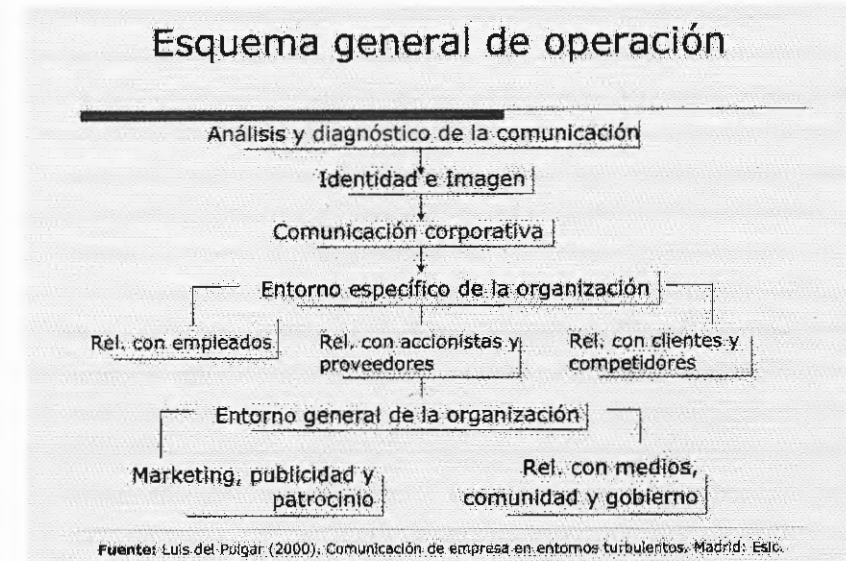 Esquema general de operación
Análisis y diagnóstico de la comunicación
Identidad e Imagen
Comunicación corporativa
Entorno específico de la organización
Rel. con empleados
Rel. con accionistas y
proveedores
Rel. con clientes y
competidores
Entorno general de la organización
Marketing, publicidad y
patrocinio
Rel. con medios,
comunidad y gobierno
Fuente: Luis del Pulgar (2000). Comunicación de empresa en entornos turbulentos. Madrid: Esic.